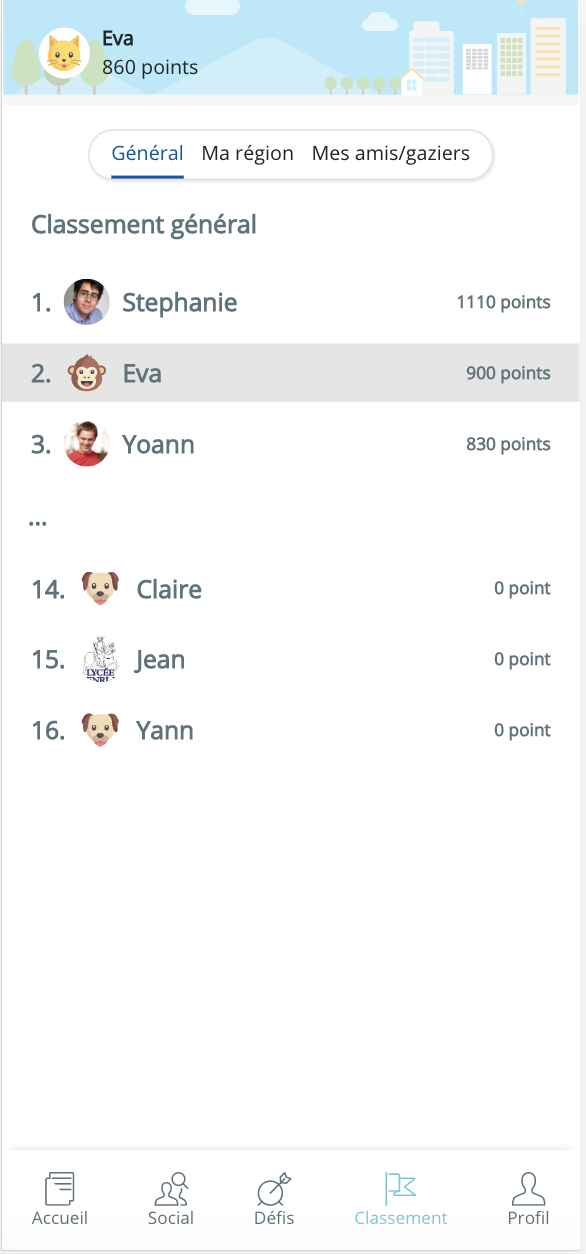 Eva
860 points
Général Ma région Mes amis/gaziers
Classement général
1. Stephanie 1110 points
2. Eva 900 points
3. Yoann 830 points
...
14. Claire 0 point
15. Jean 0 point
LYCÉE
16. Yann 0 point
Accueil Social Défis Classement Profil